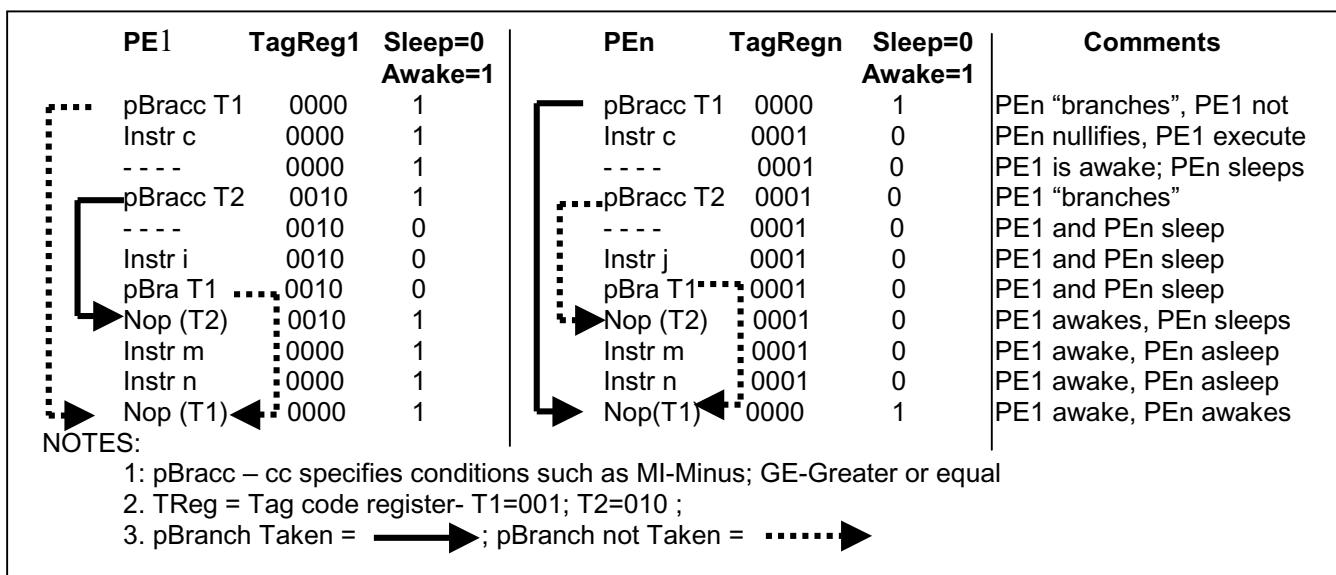 PE1 TagReg1 Sleep=0 PEn TagRegn Sleep=0 Comments
Awake=1 Awake=1
pBracc T1 0000 1 pBracc T1 0000 1 PEn “branches”, PE1 not
Instr c 0000 1 Instr c 0001 0 PEn nullifies, PE1 execute
- - - - 0000 1 - - - - 0001 0 PE1 is awake; PEn sleeps
pBracc T2 0010 1 pBracc T2 0001 0 PE1 “branches”
- - - - 0010 0 - - - - 0001 0 PE1 and PEn sleep
Instr i 0010 0 Instr j 0001 0 PE1 and PEn sleep
pBra T1 0010 0 pBra T1 0001 0 PE1 and PEn sleep
Nop (T2) 0010 1 Nop (T2) 0001 0 PE1 awakes, PEn sleeps
Instr m 0000 1 Instr m 0001 0 PE1 awake, PEn asleep
Instr n 0000 1 Instr n 0001 0 PE1 awake, PEn asleep
Nop (T1) 0000 1 Nop(T1) 0000 1 PE1 awake, PEn awakes
NOTES:
1: pBracc – cc specifies conditions such as MI-Minus; GE-Greater or equal
2. TReg = Tag code register- T1=001; T2=010 ;
3. pBranch Taken = ; pBranch not Taken =